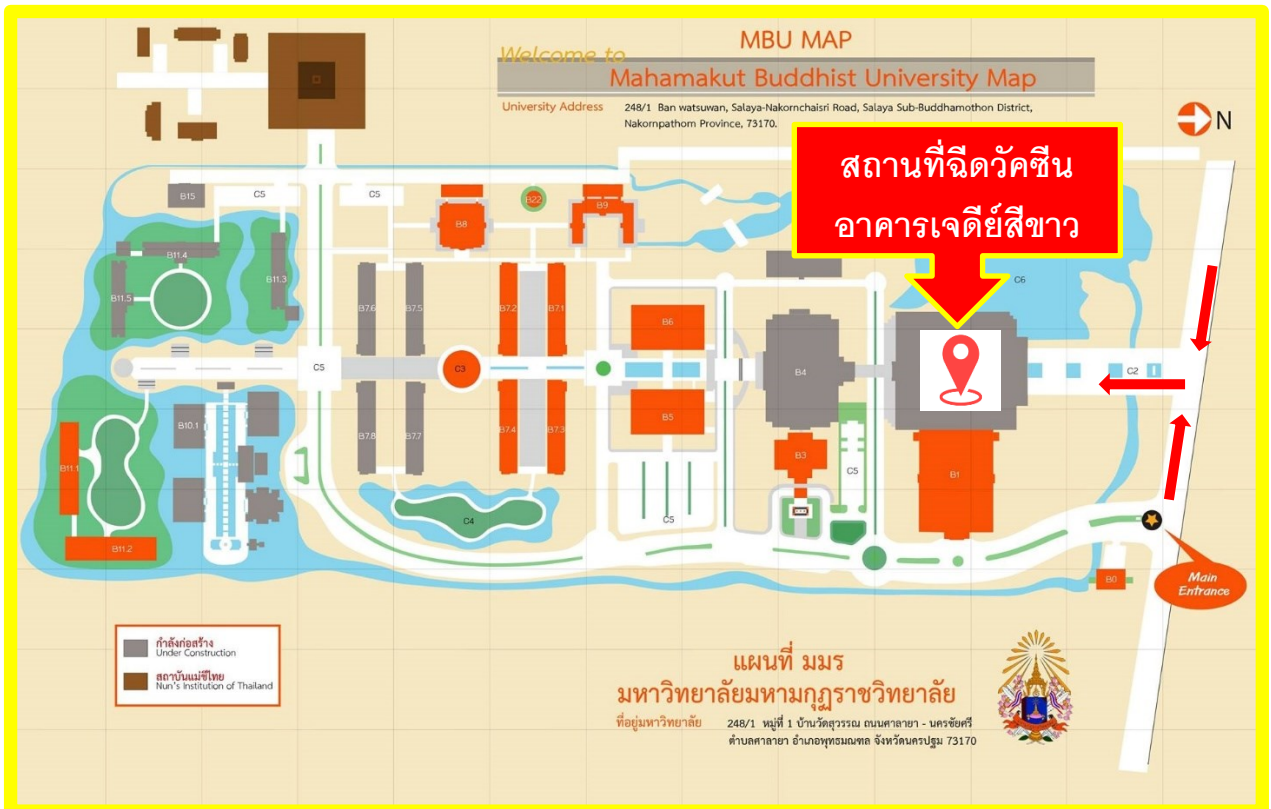 MBU MAP
Welcome to
Mahamakut Buddhist University Map
University Address
248/1 Ban watsuwan, Salaya-Nakornchaisri Road, Salaya Sub-Buddhamothon District,
Nakornpathom Province, 73170.
N
สถานที่ฉีดวัคซีน
อาคารเจดีย์สีขาว
B15
C5
C5
B8
B22
B9
B11.4
B11.3
B11.5
B7.6
B7.5
B7.2
B7.1
B6
C6
C5
C3
B4
C2
B10.1
B7.8
B7.7
B7.4
B7.3
B5
B11.1
B3
C5
B1
C4
C5
B11.2
B0
Main
Entrance
กำลังก่อสร้าง
Under Construction
สถาบันแม่ชีไทย
Nun's Institution of Thailand
แผนที่ มมร
มหาวิทยาลัยมหามกุฏราชวิทยาลัย
ที่อยู่มหาวิทยาลัย
248/1 หมู่ที่ 1 บ้านวัดสุวรรณ ถนนศาลายา - นครชัยศรี
ตำบลศาลายา อำเภอพุทธมณฑล จังหวัดนครปฐม 73170